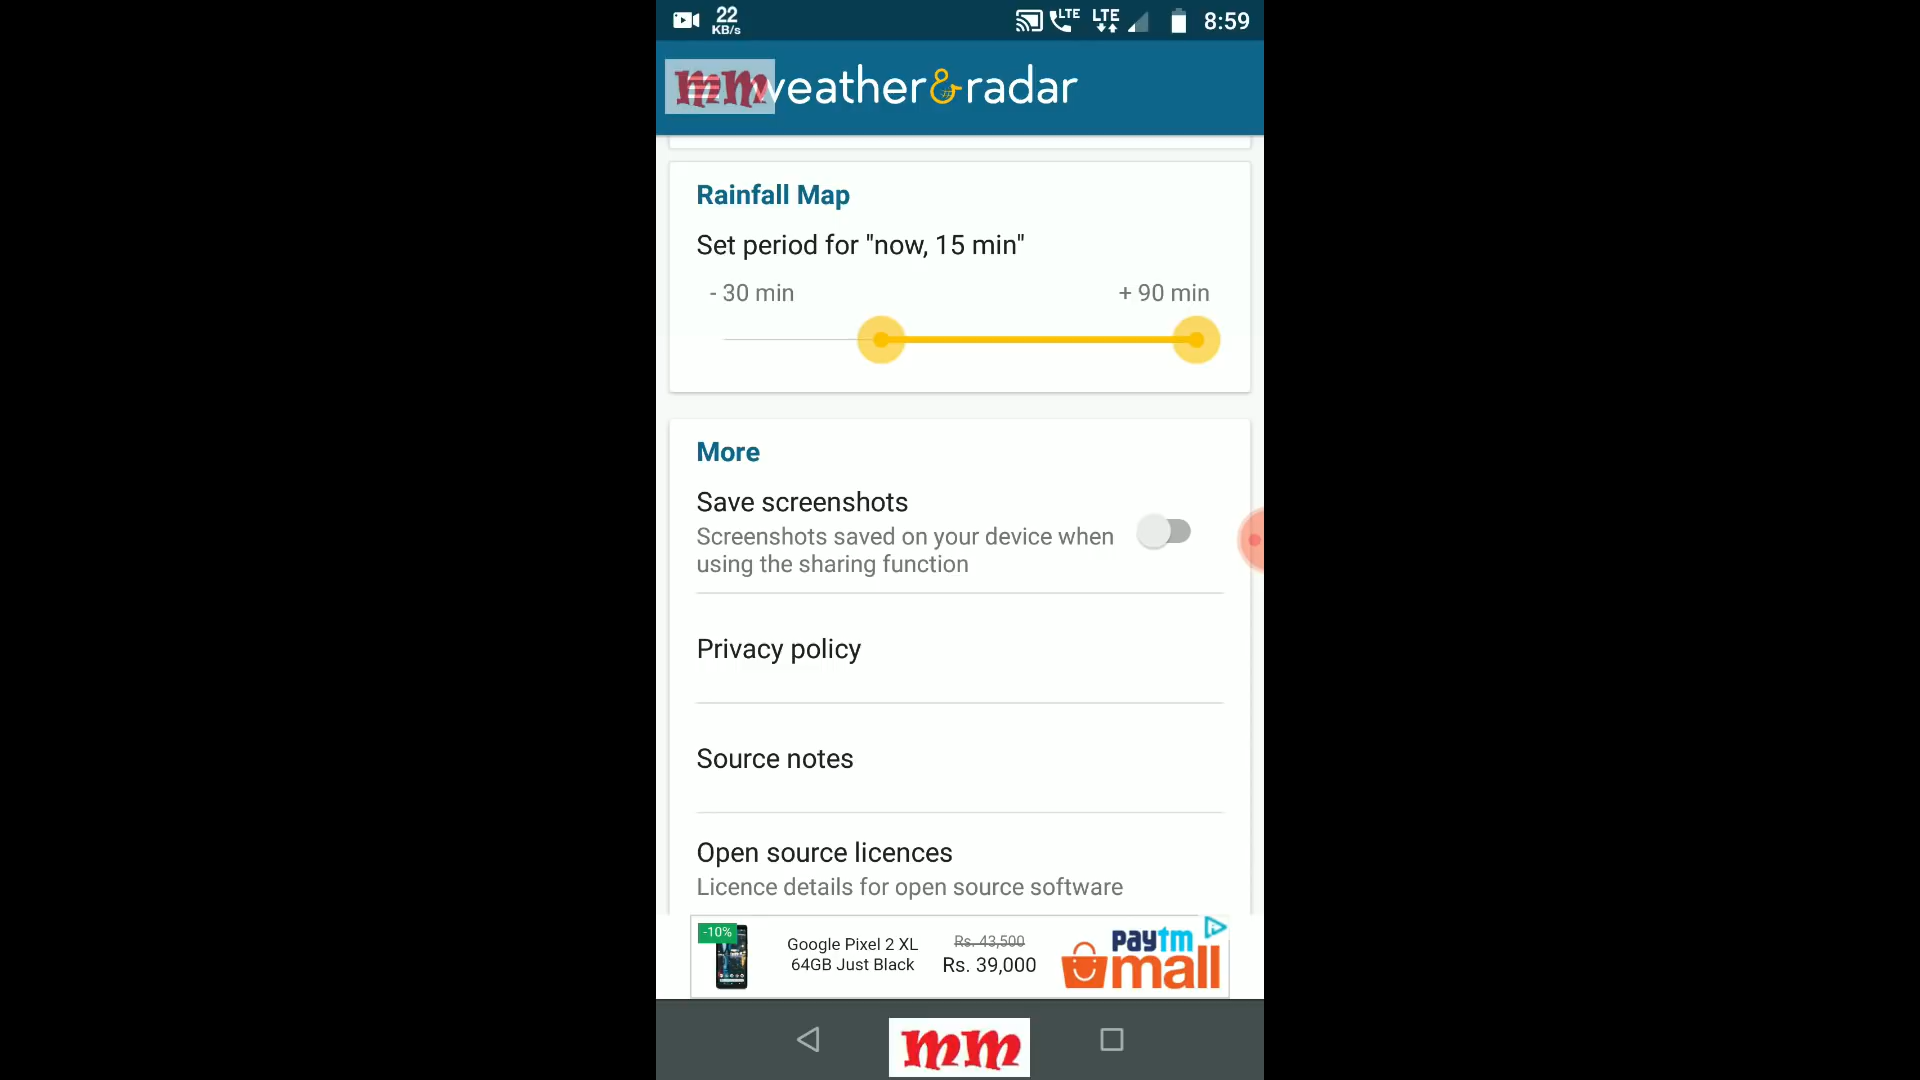 22
KB/s
LTE
LTE
8:59
mm
weather&radar
Rainfall Map
Set period for "now, 15 min"
- 30 min
+ 90 min
More
Save screenshots
Screenshots saved on your device when
using the sharing function
Privacy policy
Source notes
Open source licences
Licence details for open source software
-10%
Google Pixel 2 XL
64GB Just Black
Rs. 43,500
Rs. 39,000
paytm
mall
mm